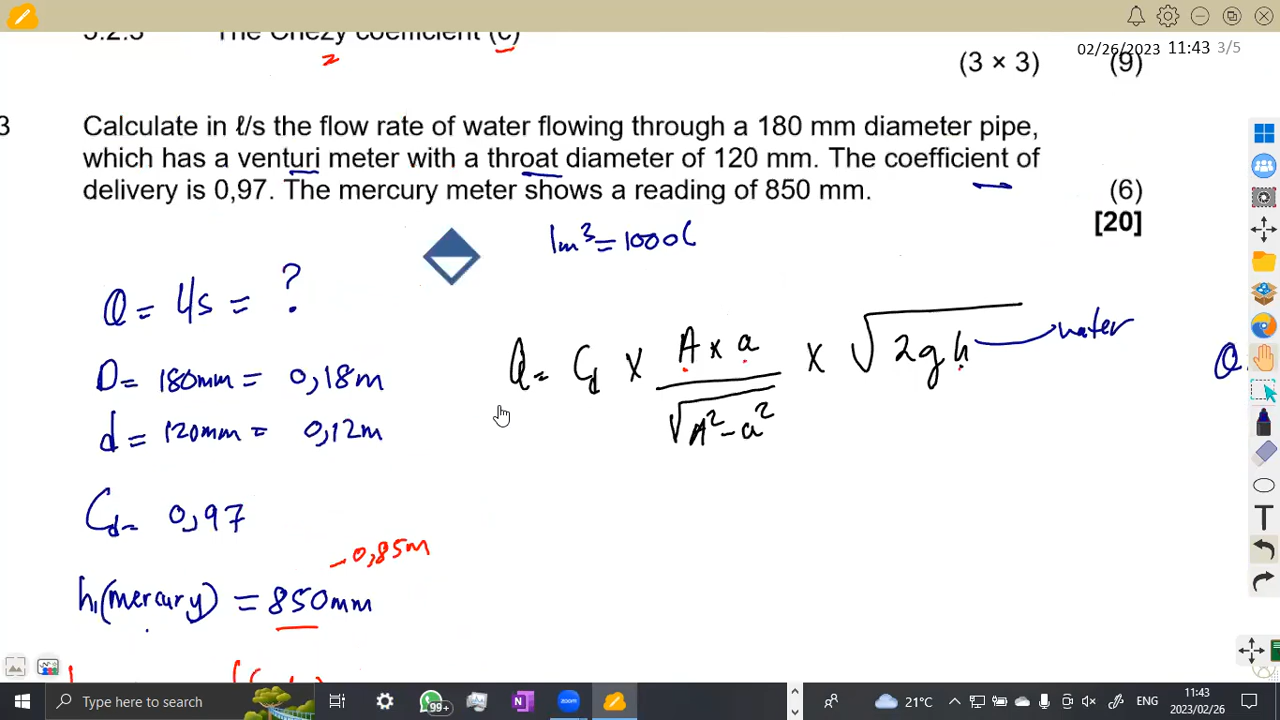 The Chezy coefficient (c)
02/26/2023 11:43 3/5
(3 × 3) (9)
3 Calculate in ℓ/s the flow rate of water flowing through a 180 mm diameter pipe,
which has a venturi meter with a throat diameter of 120 mm. The coefficient of
delivery is 0,97. The mercury meter shows a reading of 850 mm. (6)
[20]
1m³ = 1000l
Q = l/s = ?
Q = Cd × A × a / √A² - a² × √2gh water
Q
D = 180mm = 0,18m
d = 120mm = 0,12m
Cd = 0,97
0,85m
h₁(mercury) = 850mm
Type here to search
99+
zoom
21°C
ENG
11:43
2023/02/26